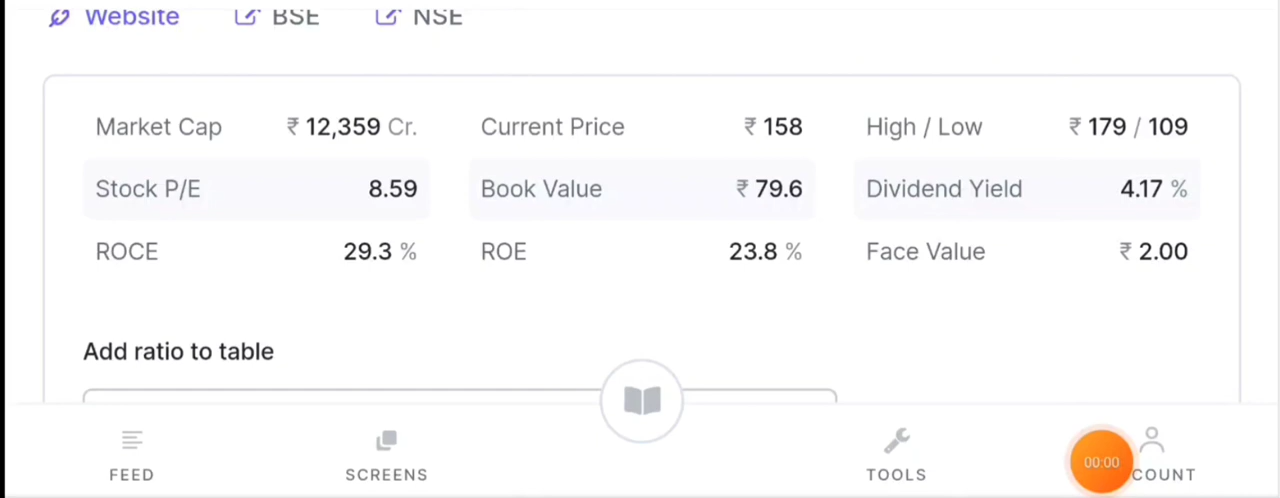 Website BSE NSE
Market Cap ₹ 12,359 Cr. Current Price ₹ 158 High / Low ₹ 179 / 109
Stock P/E 8.59 Book Value ₹ 79.6 Dividend Yield 4.17 %
ROCE 29.3 % ROE 23.8 % Face Value ₹ 2.00
Add ratio to table
FEED SCREENS TOOLS COUNT
00:00